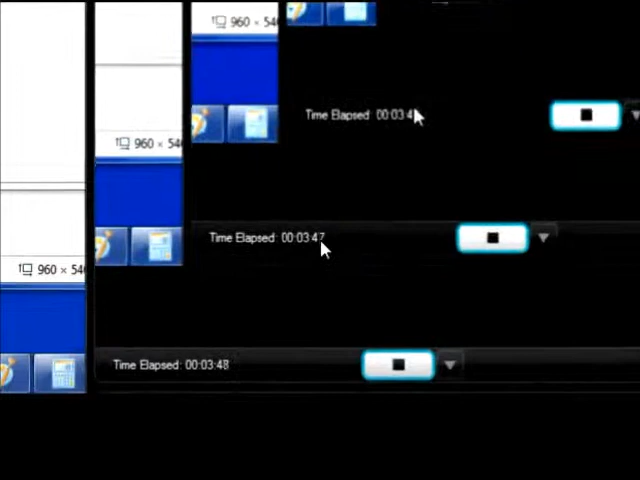 960 × 54
Time Elapsed: 00:03:4
960 × 54
Time Elapsed: 00:03:47
960 × 54
Time Elapsed: 00:03:48